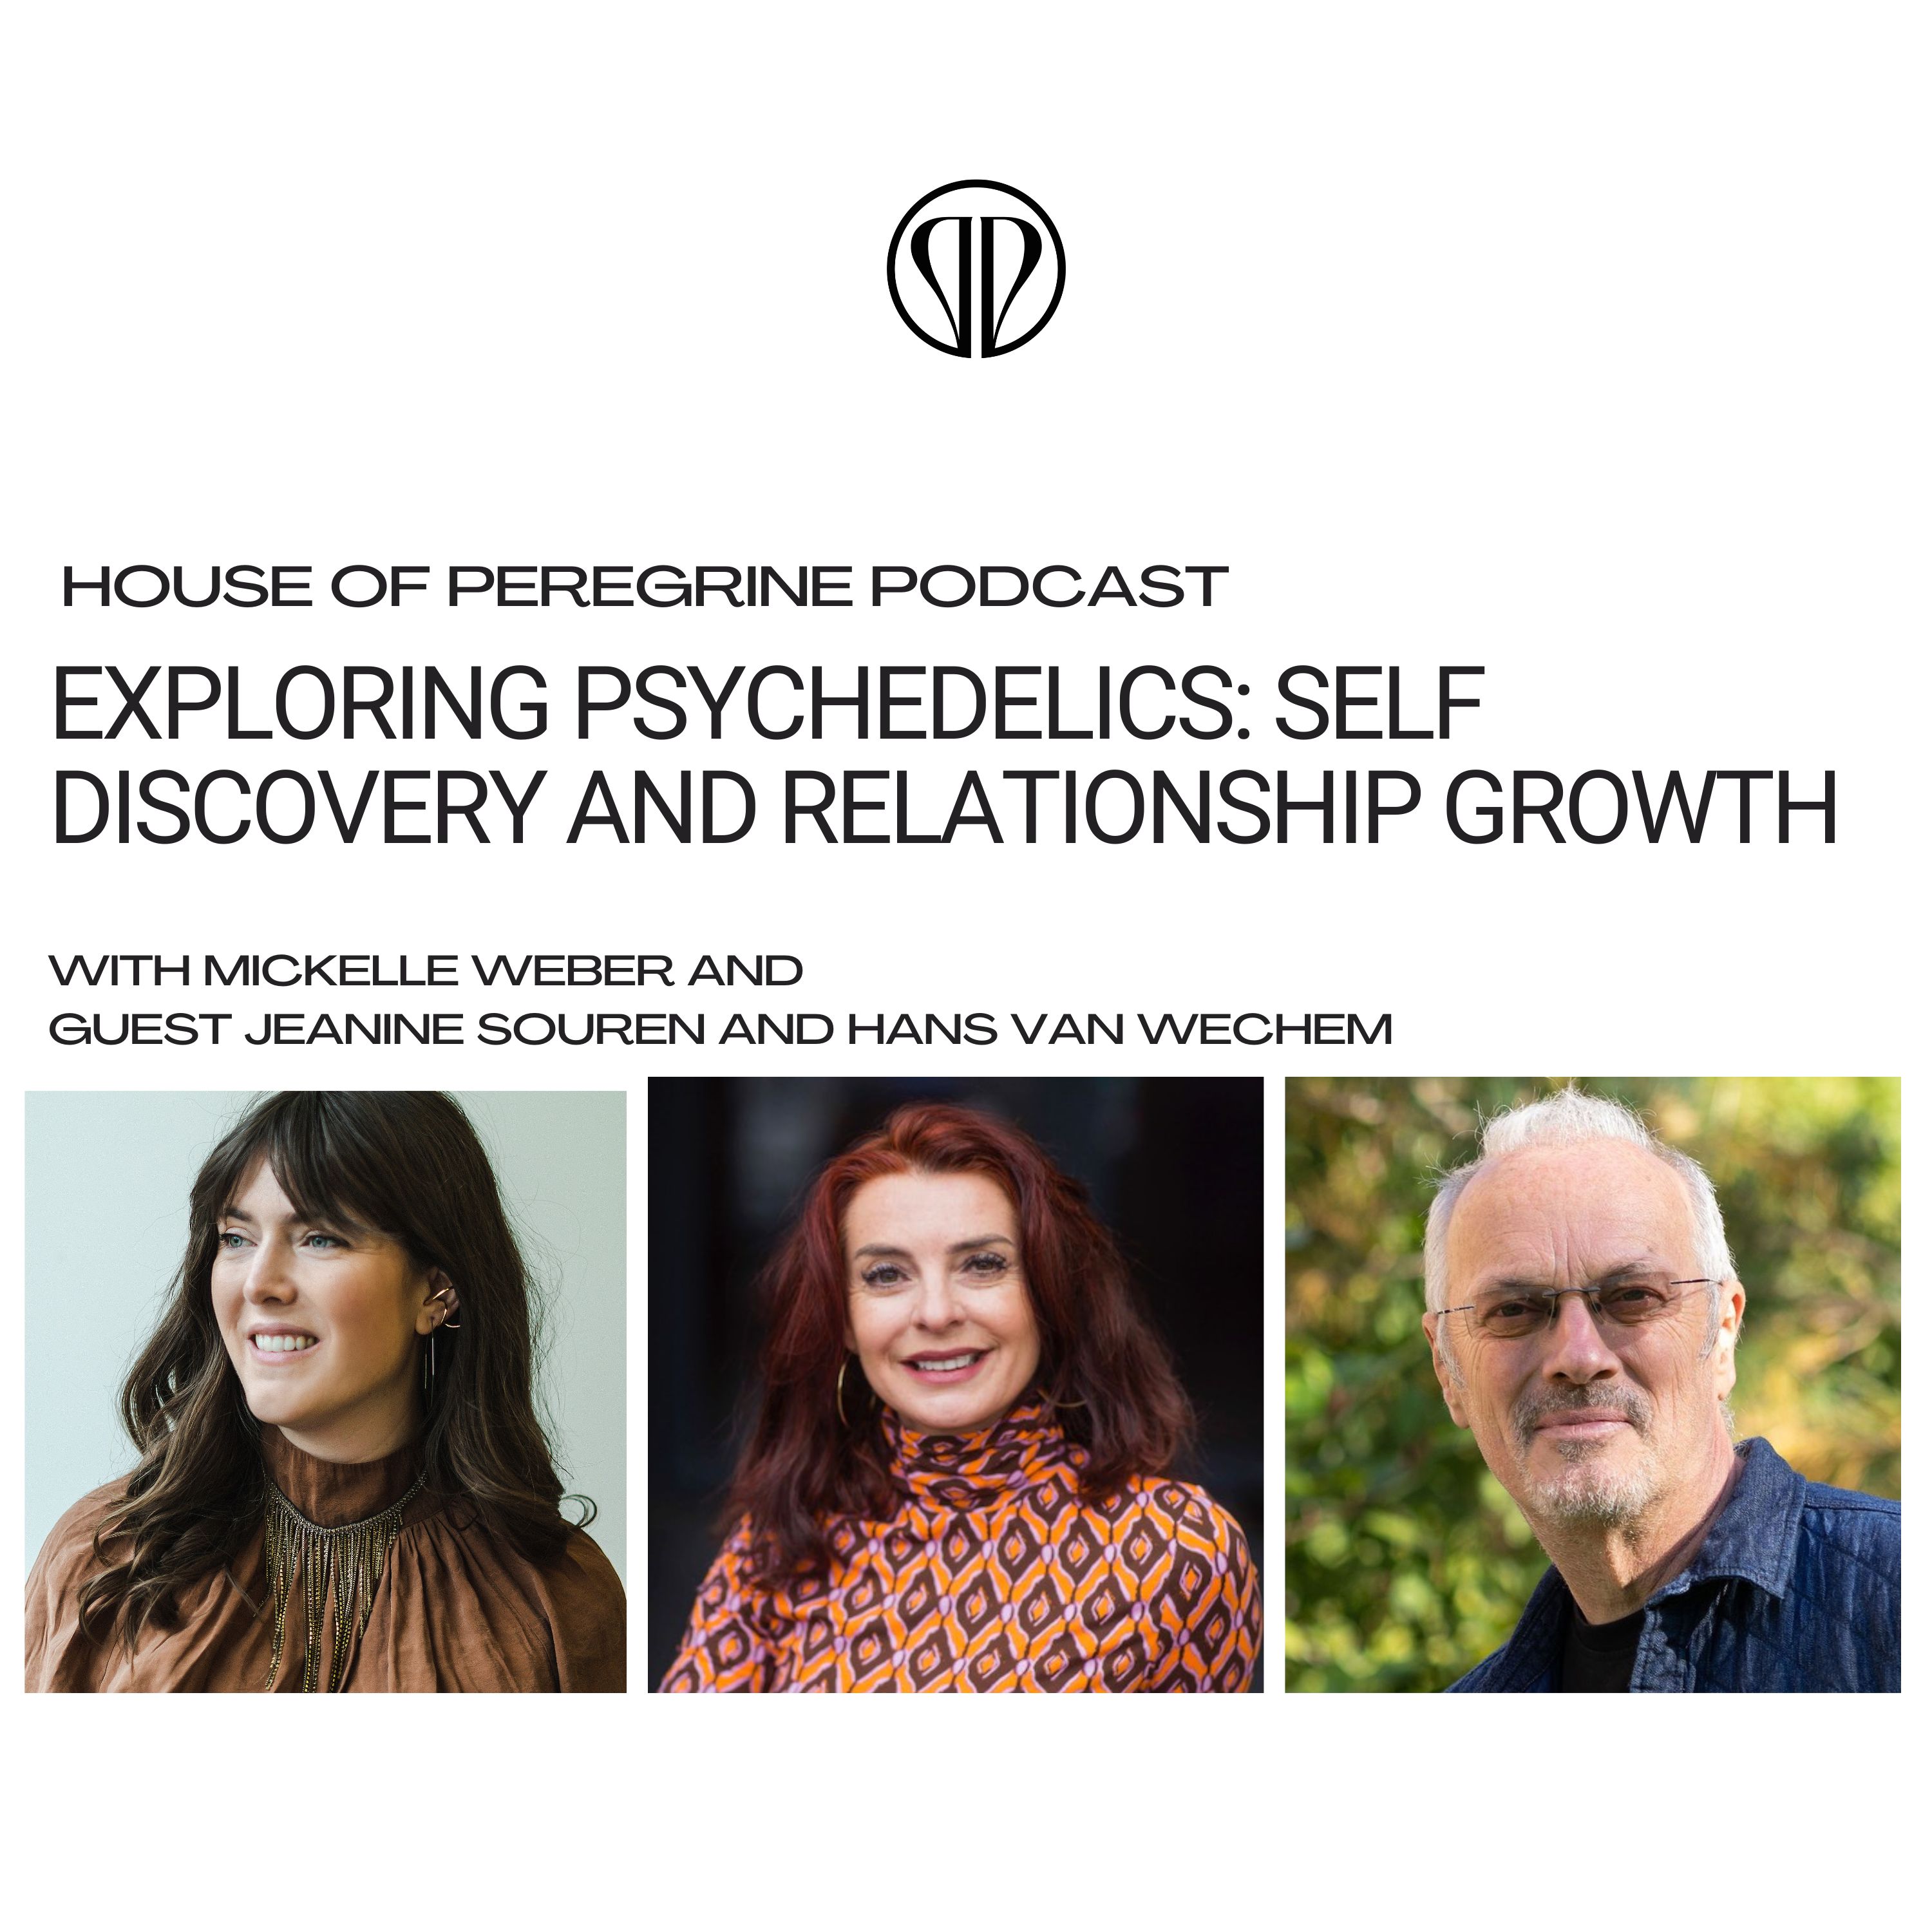 HOUSE OF PEREGRINE PODCAST
EXPLORING PSYCHEDELICS: SELF
DISCOVERY AND RELATIONSHIP GROWTH
WITH MICKELLE WEBER AND
GUEST JEANINE SOUREN AND HANS VAN WECHEM